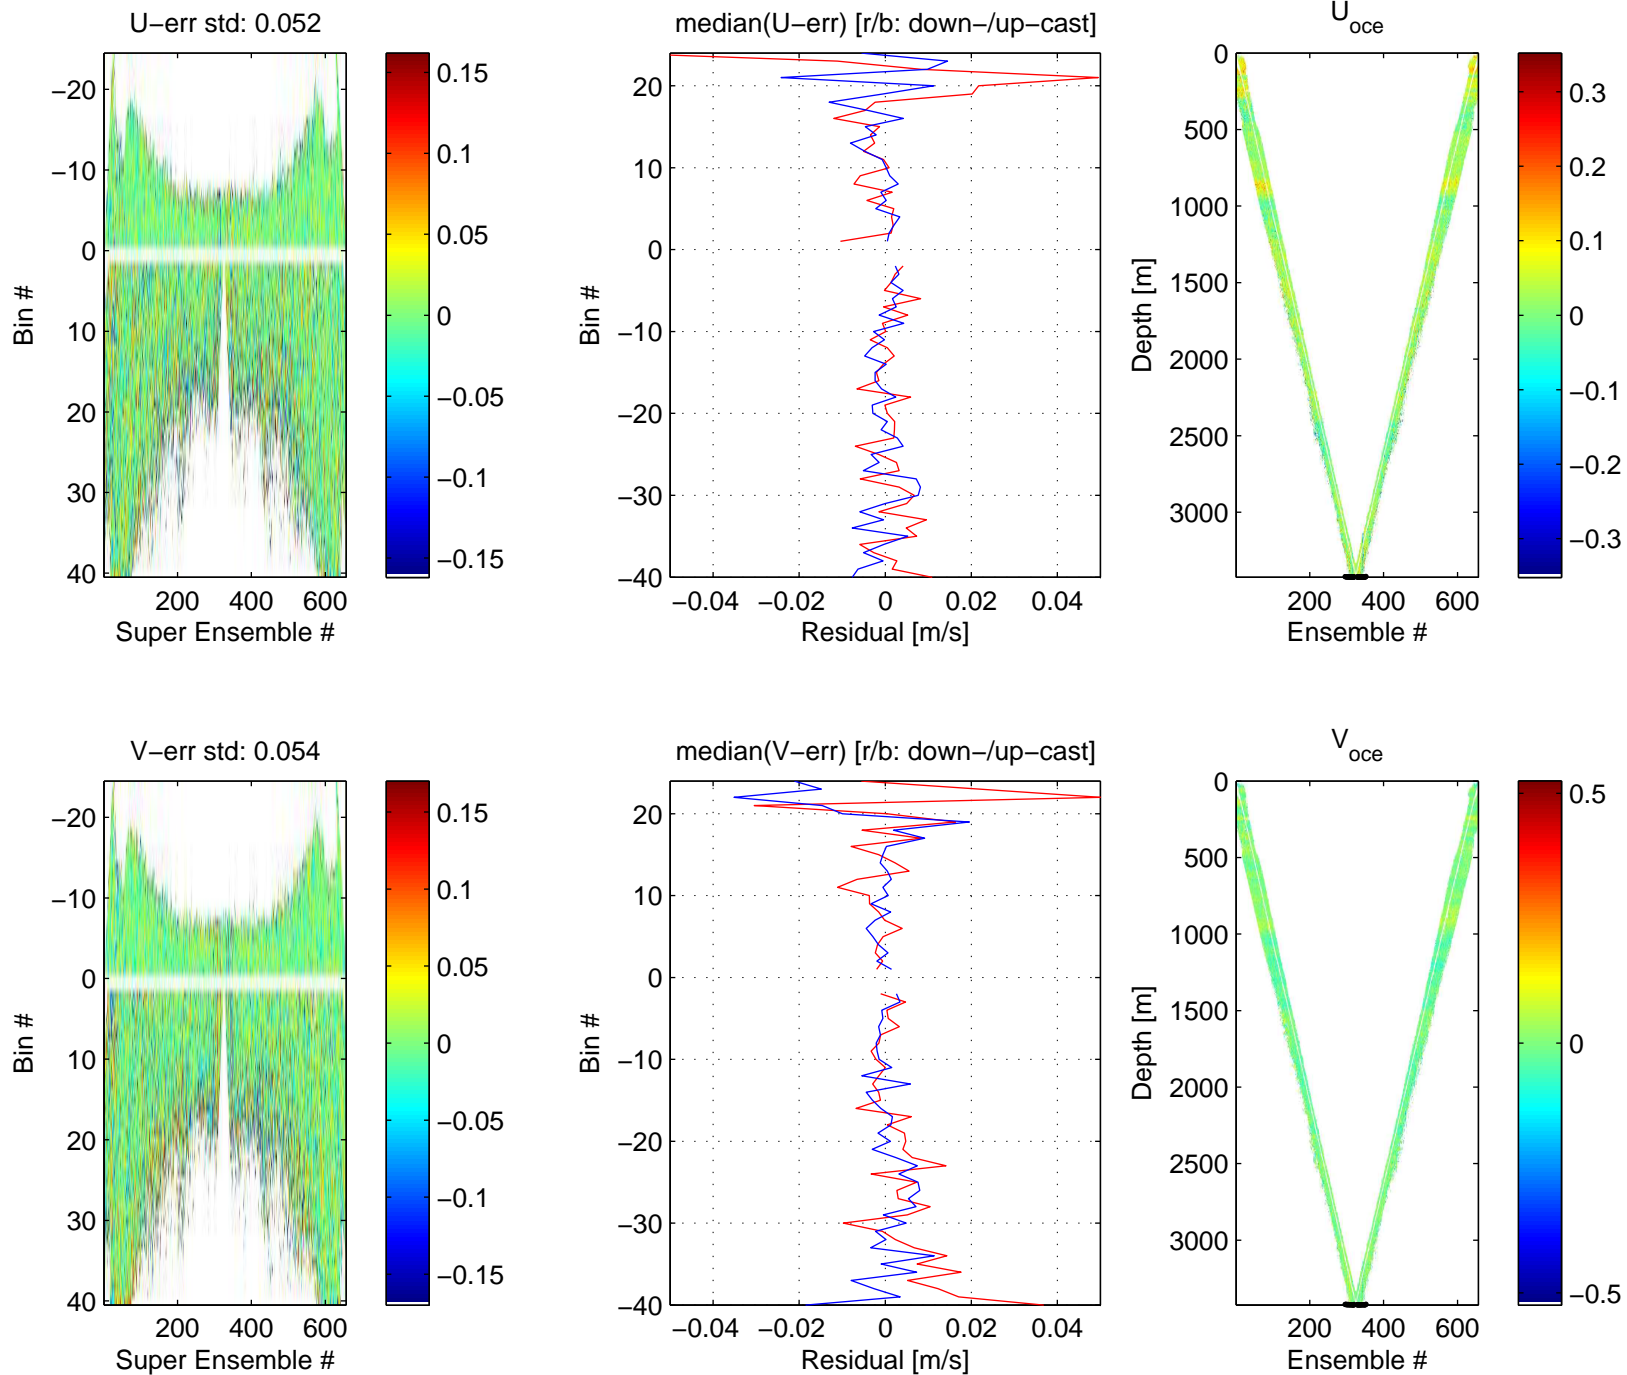 U−err std: 0.052
−20
−10
0
10
20
30
40
Bin #
200 400 600
Super Ensemble #
0.15
0.1
0.05
0
−0.05
−0.1
−0.15
median(U−err) [r/b: down−/up−cast]
20
10
0
−10
−20
−30
−40
Bin #
−0.04 −0.02 0 0.02 0.04
Residual [m/s]
U_oce
0
500
1000
1500
2000
2500
3000
Depth [m]
200 400 600
Ensemble #
0.3
0.2
0.1
0
−0.1
−0.2
−0.3
V−err std: 0.054
−20
−10
0
10
20
30
40
Bin #
200 400 600
Super Ensemble #
0.15
0.1
0.05
0
−0.05
−0.1
−0.15
median(V−err) [r/b: down−/up−cast]
20
10
0
−10
−20
−30
−40
Bin #
−0.04 −0.02 0 0.02 0.04
Residual [m/s]
V_oce
0
500
1000
1500
2000
2500
3000
Depth [m]
200 400 600
Ensemble #
0.5
0
−0.5